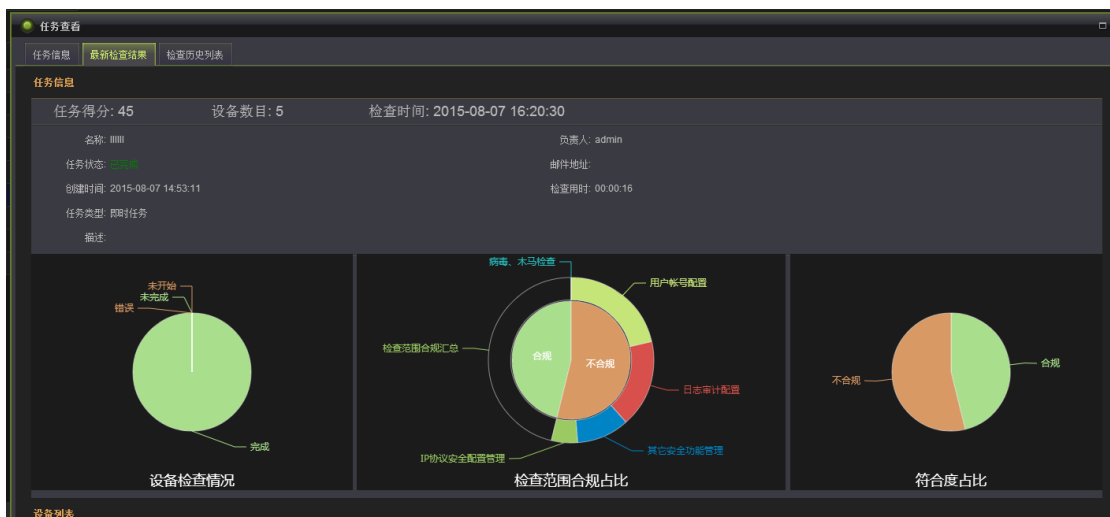 任务查看
任务信息 最新检查结果 检查历史列表
任务信息
任务得分: 45 设备数目: 5 检查时间: 2015-08-07 16:20:30
名称: llllll 负责人: admin
任务状态: 已完成 邮件地址:
创建时间: 2015-08-07 14:53:11 检查用时: 00:00:16
任务类型: 即时任务
描述:
未开始
未完成
错误
完成
设备检查情况
病毒、木马检查
用户帐号配置
检查范围合规汇总
合规
不合规
日志审计配置
其它安全功能管理
IP协议安全配置管理
检查范围合规占比
合规
不合规
符合度占比
设备列表